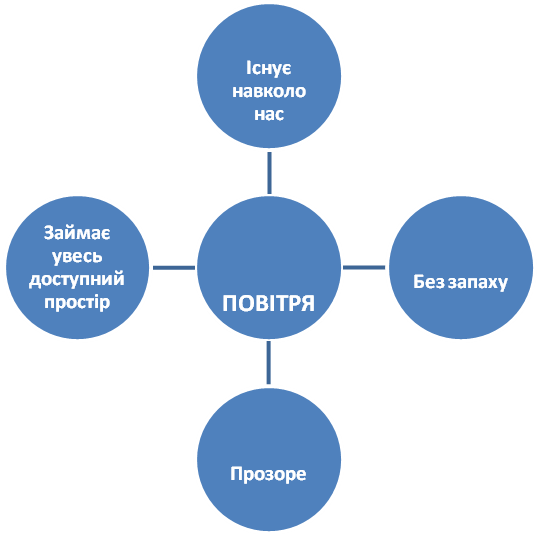 Існує
навколо
нас
Займає
увесь
доступний
простір
ПОВІТРЯ
Без запаху
Прозоре